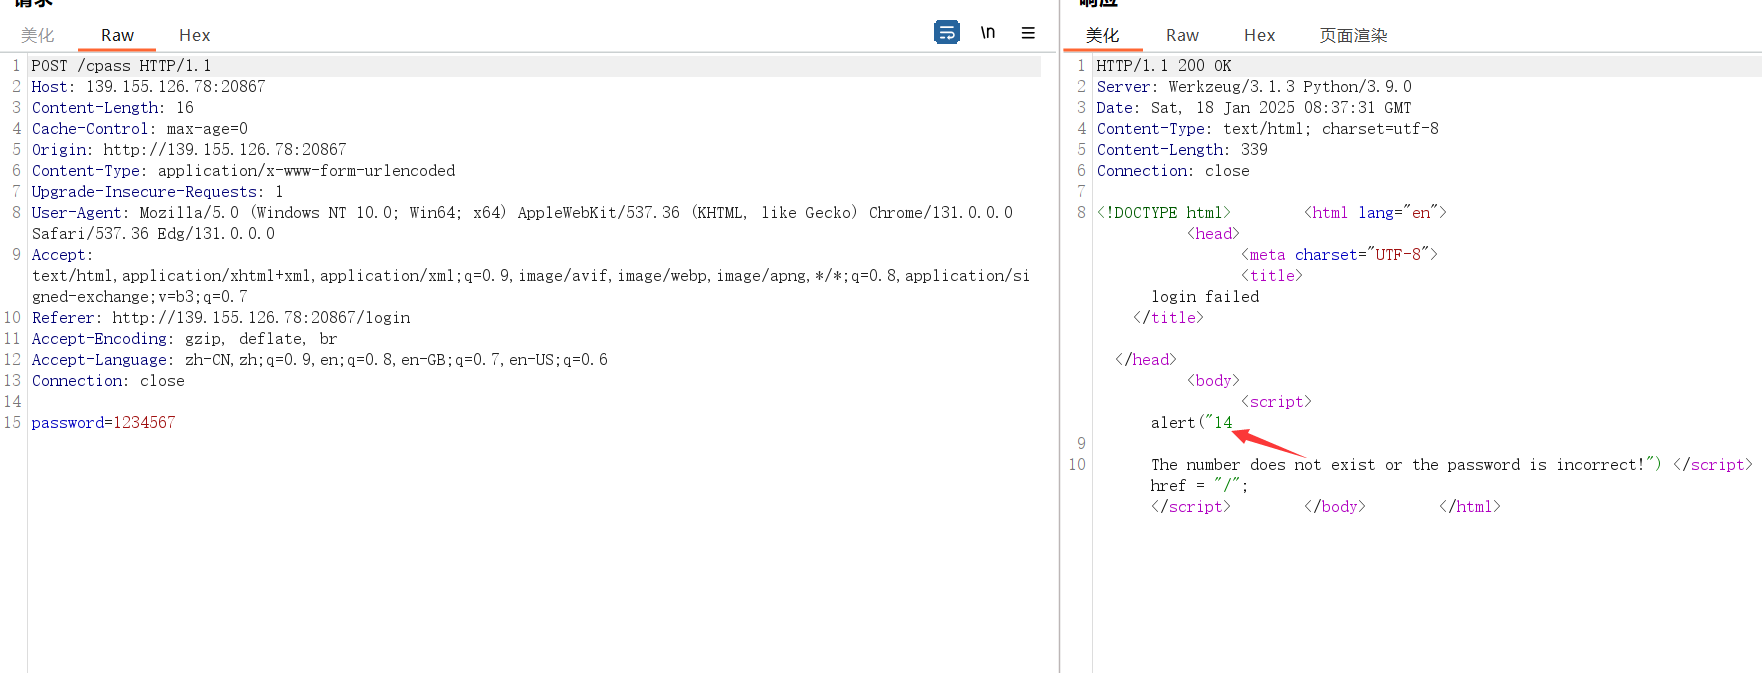 请求
美化 Raw Hex \n
1 POST /cpass HTTP/1.1
2 Host: 139.155.126.78:20867
3 Content-Length: 16
4 Cache-Control: max-age=0
5 Origin: http://139.155.126.78:20867
6 Content-Type: application/x-www-form-urlencoded
7 Upgrade-Insecure-Requests: 1
8 User-Agent: Mozilla/5.0 (Windows NT 10.0; Win64; x64) AppleWebKit/537.36 (KHTML, like Gecko) Chrome/131.0.0.0
Safari/537.36 Edg/131.0.0.0
9 Accept:
text/html,application/xhtml+xml,application/xml;q=0.9,image/avif,image/webp,image/apng,*/*;q=0.8,application/si
gned-exchange;v=b3;q=0.7
10 Referer: http://139.155.126.78:20867/login
11 Accept-Encoding: gzip, deflate, br
12 Accept-Language: zh-CN,zh;q=0.9,en;q=0.8,en-GB;q=0.7,en-US;q=0.6
13 Connection: close
14
15 password=1234567
响应
美化 Raw Hex 页面渲染
1 HTTP/1.1 200 OK
2 Server: Werkzeug/3.1.3 Python/3.9.0
3 Date: Sat, 18 Jan 2025 08:37:31 GMT
4 Content-Type: text/html; charset=utf-8
5 Content-Length: 339
6 Connection: close
7
8 <!DOCTYPE html> <html lang="en">
<head>
<meta charset="UTF-8">
<title>
login failed
</title>
</head>
<body>
<script>
alert("14
9
10 The number does not exist or the password is incorrect!") </script>
href = "/";
</script> </body> </html>